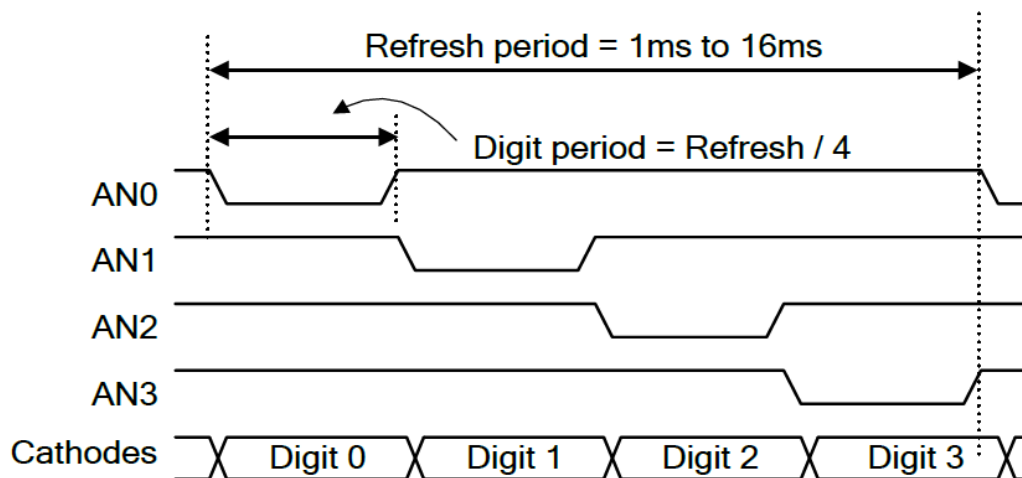 Refresh period = 1ms to 16ms
Digit period = Refresh / 4
AN0
AN1
AN2
AN3
Cathodes Digit 0 Digit 1 Digit 2 Digit 3